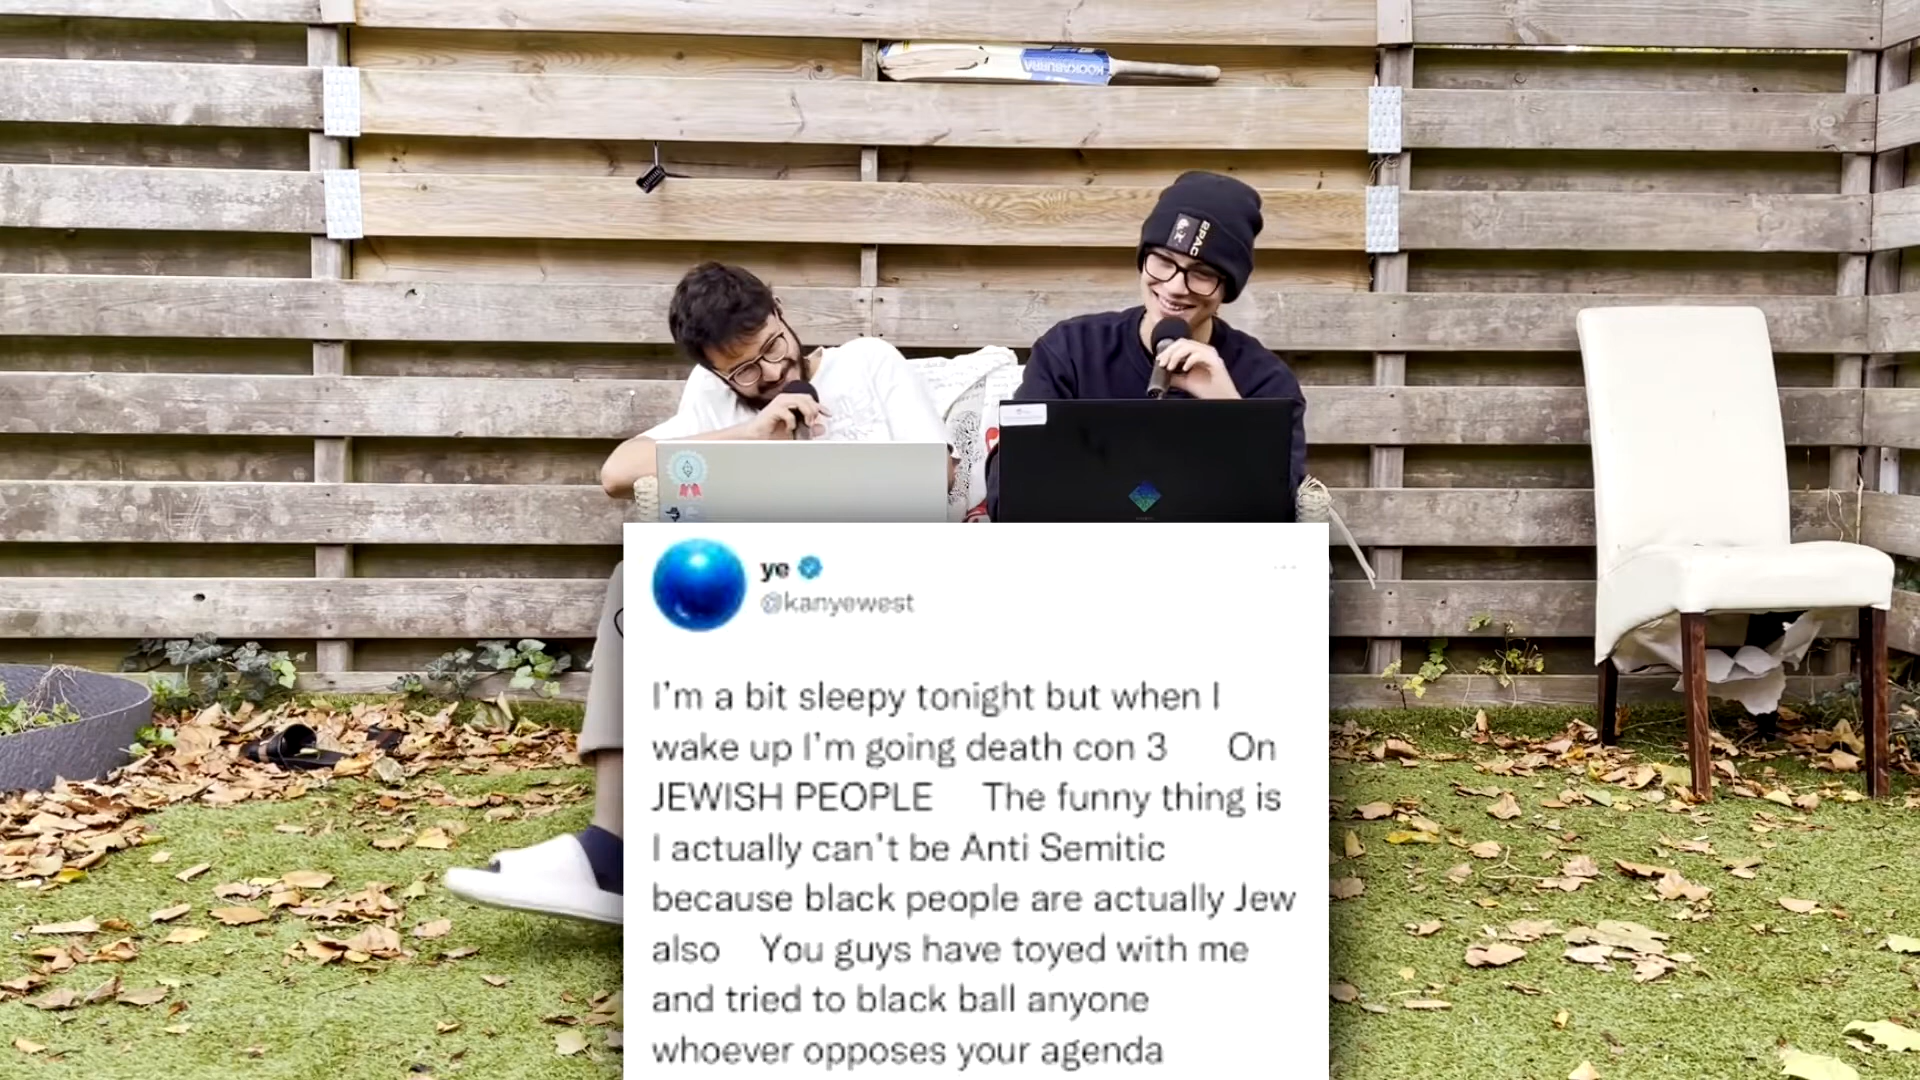 KOOKABURRA
2PAC
ye
@kanyewest
I'm a bit sleepy tonight but when I
wake up I'm going death con 3 On
JEWISH PEOPLE The funny thing is
I actually can't be Anti Semitic
because black people are actually Jew
also You guys have toyed with me
and tried to black ball anyone
whoever opposes your agenda